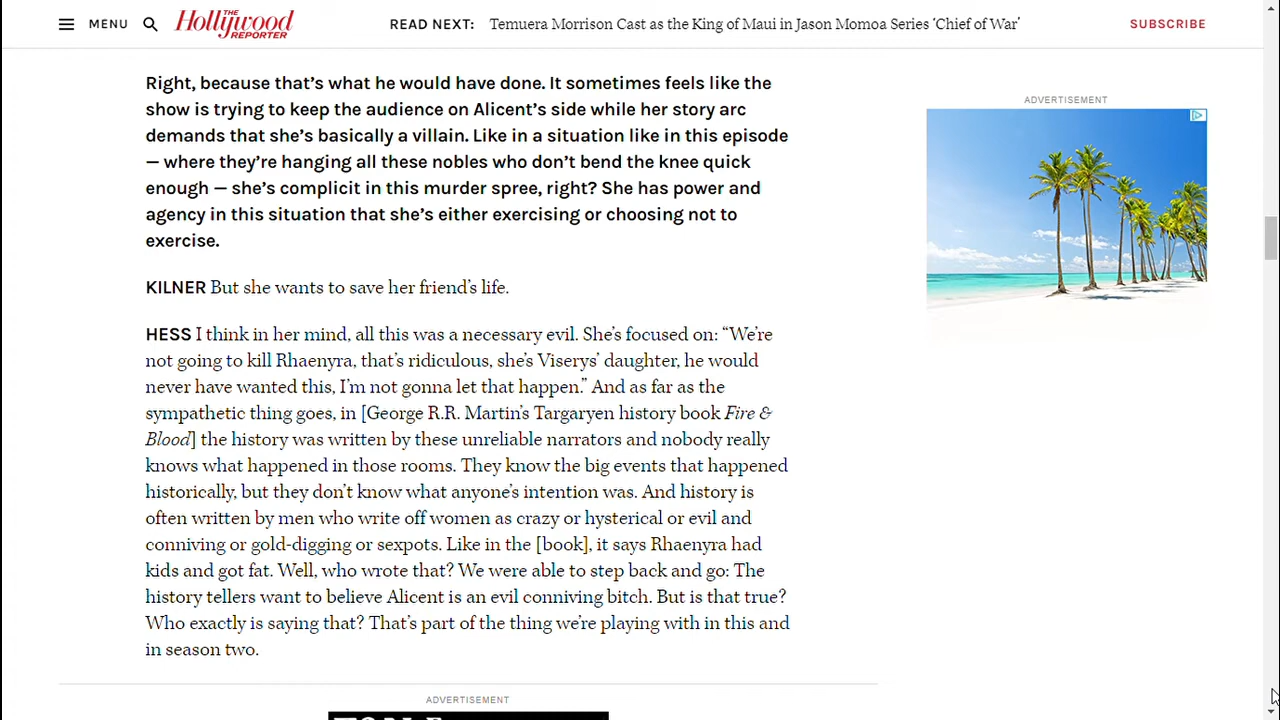 MENU
THE
Hollywood
REPORTER
READ NEXT: Temuera Morrison Cast as the King of Maui in Jason Momoa Series ‘Chief of War’
SUBSCRIBE
Right, because that’s what he would have done. It sometimes feels like the
show is trying to keep the audience on Alicent’s side while her story arc
demands that she’s basically a villain. Like in a situation like in this episode
— where they’re hanging all these nobles who don’t bend the knee quick
enough — she’s complicit in this murder spree, right? She has power and
agency in this situation that she’s either exercising or choosing not to
exercise.
KILNER But she wants to save her friend’s life.
HESS I think in her mind, all this was a necessary evil. She’s focused on: “We’re
not going to kill Rhaenyra, that’s ridiculous, she’s Viserys’ daughter, he would
never have wanted this, I’m not gonna let that happen.” And as far as the
sympathetic thing goes, in [George R.R. Martin’s Targaryen history book Fire &
Blood] the history was written by these unreliable narrators and nobody really
knows what happened in those rooms. They know the big events that happened
historically, but they don’t know what anyone’s intention was. And history is
often written by men who write off women as crazy or hysterical or evil and
conniving or gold-digging or sexpots. Like in the [book], it says Rhaenyra had
kids and got fat. Well, who wrote that? We were able to step back and go: The
history tellers want to believe Alicent is an evil conniving bitch. But is that true?
Who exactly is saying that? That’s part of the thing we’re playing with in this and
in season two.
ADVERTISEMENT
ADVERTISEMENT